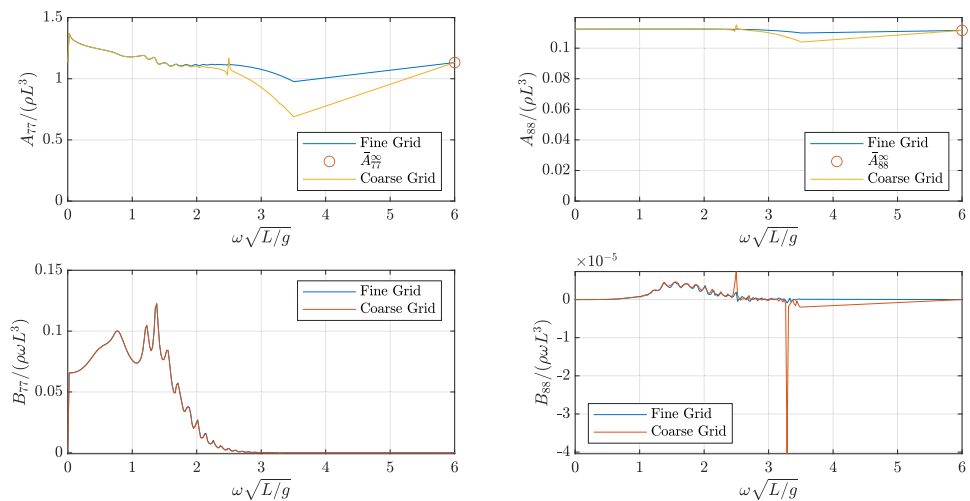 1.5
1
0.5
0
A₇₇/(ρL³)
0 1 2 3 4 5 6
ω√(L/g)
Fine Grid
Ā₇₇^∞
Coarse Grid
0.1
0.08
0.06
0.04
0.02
0
A₈₈/(ρL³)
0 1 2 3 4 5 6
ω√(L/g)
Fine Grid
Ā₈₈^∞
Coarse Grid
0.15
0.1
0.05
0
B₇₇/(ρωL³)
0 1 2 3 4 5 6
ω√(L/g)
Fine Grid
Coarse Grid
×10⁻⁵
0
-1
-2
-3
-4
B₈₈/(ρωL³)
0 1 2 3 4 5 6
ω√(L/g)
Fine Grid
Coarse Grid